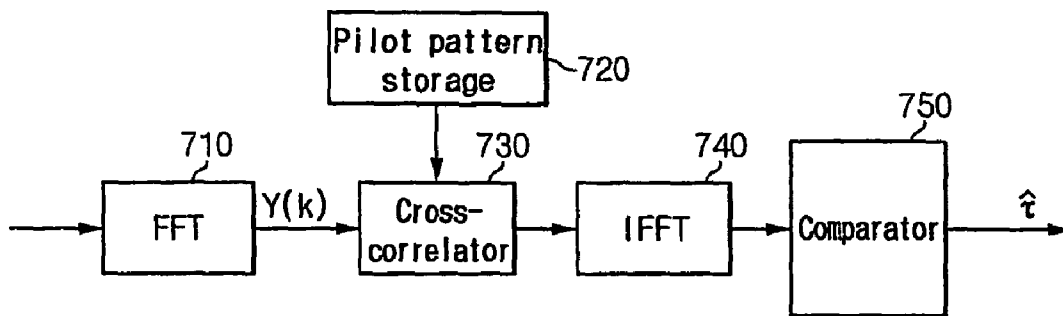 Pilot pattern
storage
720
710
730
740
750
FFT
Y(k)
Cross-
correlator
IFFT
Comparator
τ̂